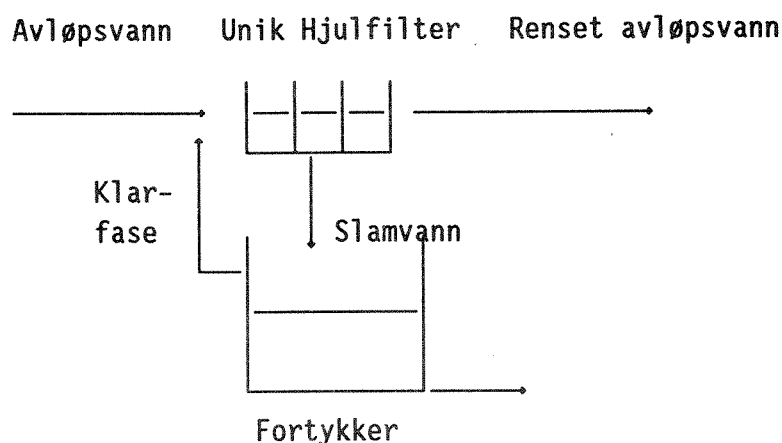 Avløpsvann Unik Hjulfilter Renset avløpsvann
Klar-
fase
Slamvann
Fortykker